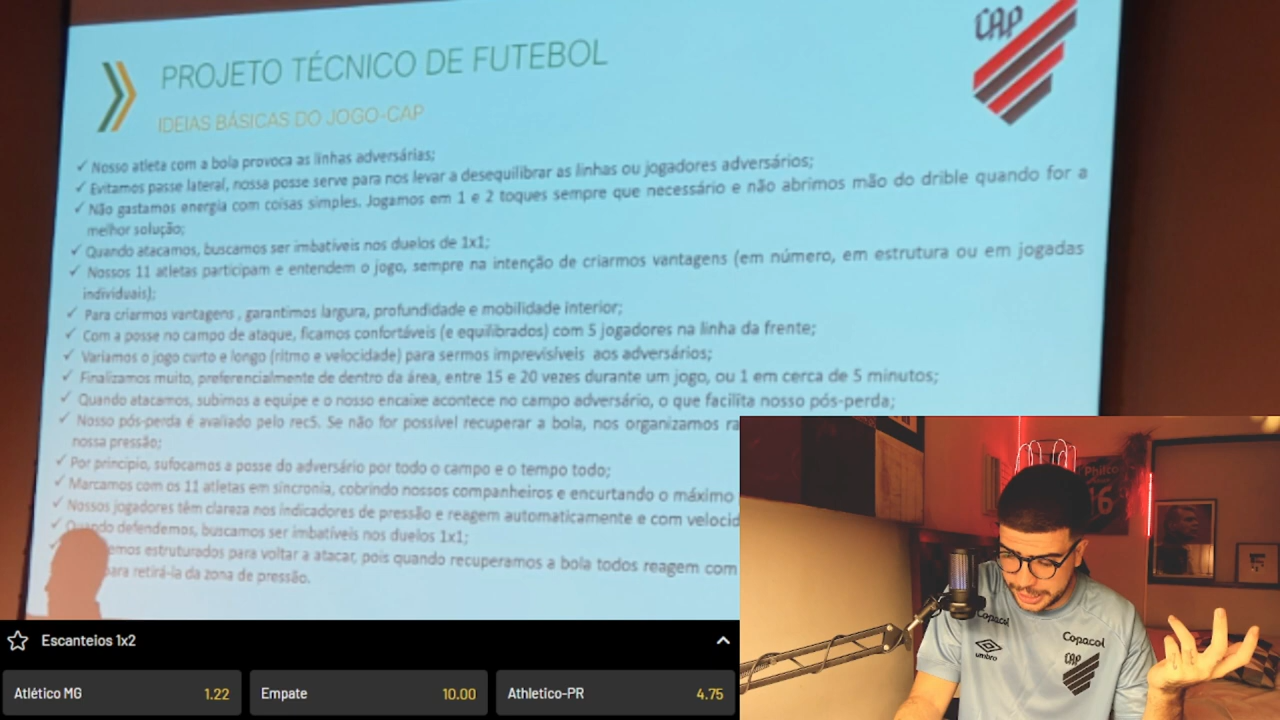 CAP
PROJETO TÉCNICO DE FUTEBOL
IDEIAS BÁSICAS DO JOGO-CAP
✓ Nosso atleta com a bola provoca as linhas adversárias;
✓ Evitamos passe lateral, nossa posse serve para nos levar a desequilibrar as linhas ou jogadores adversários;
✓ Não gastamos energia com coisas simples. Jogamos em 1 e 2 toques sempre que necessário e não abrimos mão do drible quando for a
melhor solução;
✓ Quando atacamos, buscamos ser imbatíveis nos duelos de 1x1;
✓ Nossos 11 atletas participam e entendem o jogo, sempre na intenção de criarmos vantagens (em número, em estrutura ou em jogadas
individuais);
✓ Para criarmos vantagens , garantimos largura, profundidade e mobilidade interior;
✓ Com a posse no campo de ataque, ficamos confortáveis (e equilibrados) com 5 jogadores na linha da frente;
✓ Variamos o jogo curto e longo (ritmo e velocidade) para sermos imprevisíveis aos adversários;
✓ Finalizamos muito, preferencialmente de dentro da área, entre 15 e 20 vezes durante um jogo, ou 1 em cerca de 5 minutos;
✓ Quando atacamos, subimos a equipe e o nosso encaixe acontece no campo adversário, o que facilita nosso pós-perda;
✓ Nosso pós-perda é avaliado pelo rec5. Se não for possível recuperar a bola, nos organizamos ra
nossa pressão;
✓ Por princípio, sufocamos a posse do adversário por todo o campo e o tempo todo;
✓ Marcamos com os 11 atletas em sincronia, cobrindo nossos companheiros e encurtando o máximo
✓ Nossos jogadores têm clareza nos indicadores de pressão e reagem automaticamente e com velocid
✓ Quando defendemos, buscamos ser imbatíveis nos duelos 1x1;
✓ emos estruturados para voltar a atacar, pois quando recuperamos a bola todos reagem com
para retirá-la da zona de pressão.
Escanteios 1x2
Atlético MG 1.22
Empate 10.00
Athletico-PR 4.75
Philco
16
Copacol
umbro
Copacol
CAP